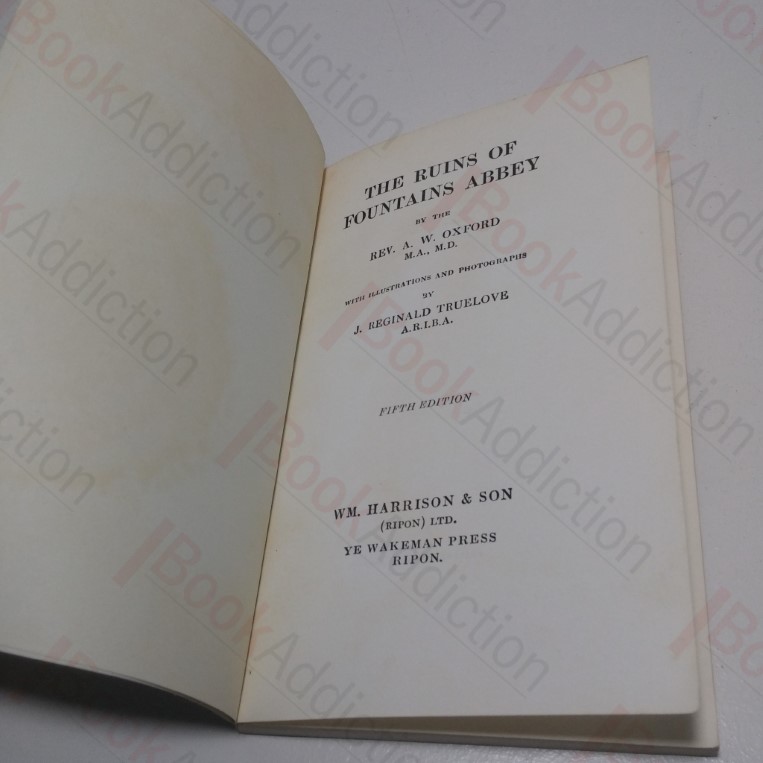 THE RUINS OF
FOUNTAINS ABBEY
BY THE
REV. A. W. OXFORD
M.A., M.D.
WITH ILLUSTRATIONS AND PHOTOGRAPHS
BY
J. REGINALD TRUELOVE
A.R.I.B.A.
FIFTH EDITION
WM. HARRISON & SON
(RIPON) LTD.
YE WAKEMAN PRESS
RIPON.
BookAddiction